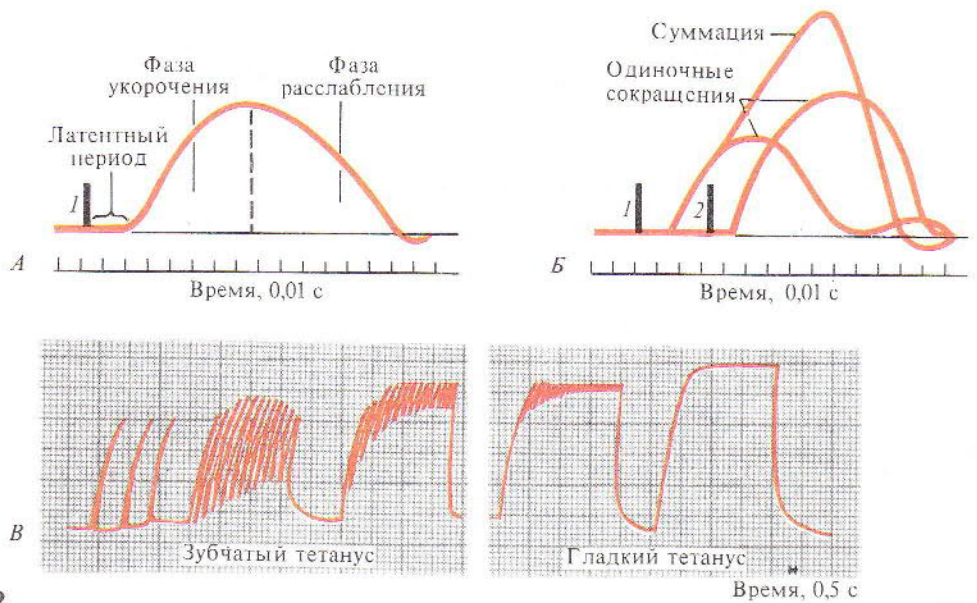 Фаза
укорочения
Фаза
расслабления
Латентный
период
1
А
Время, 0,01 с
Суммация
Одиночные
сокращения
1
2
Б
Время, 0,01 с
В
Зубчатый тетанус
Гладкий тетанус
Время, 0,5 с